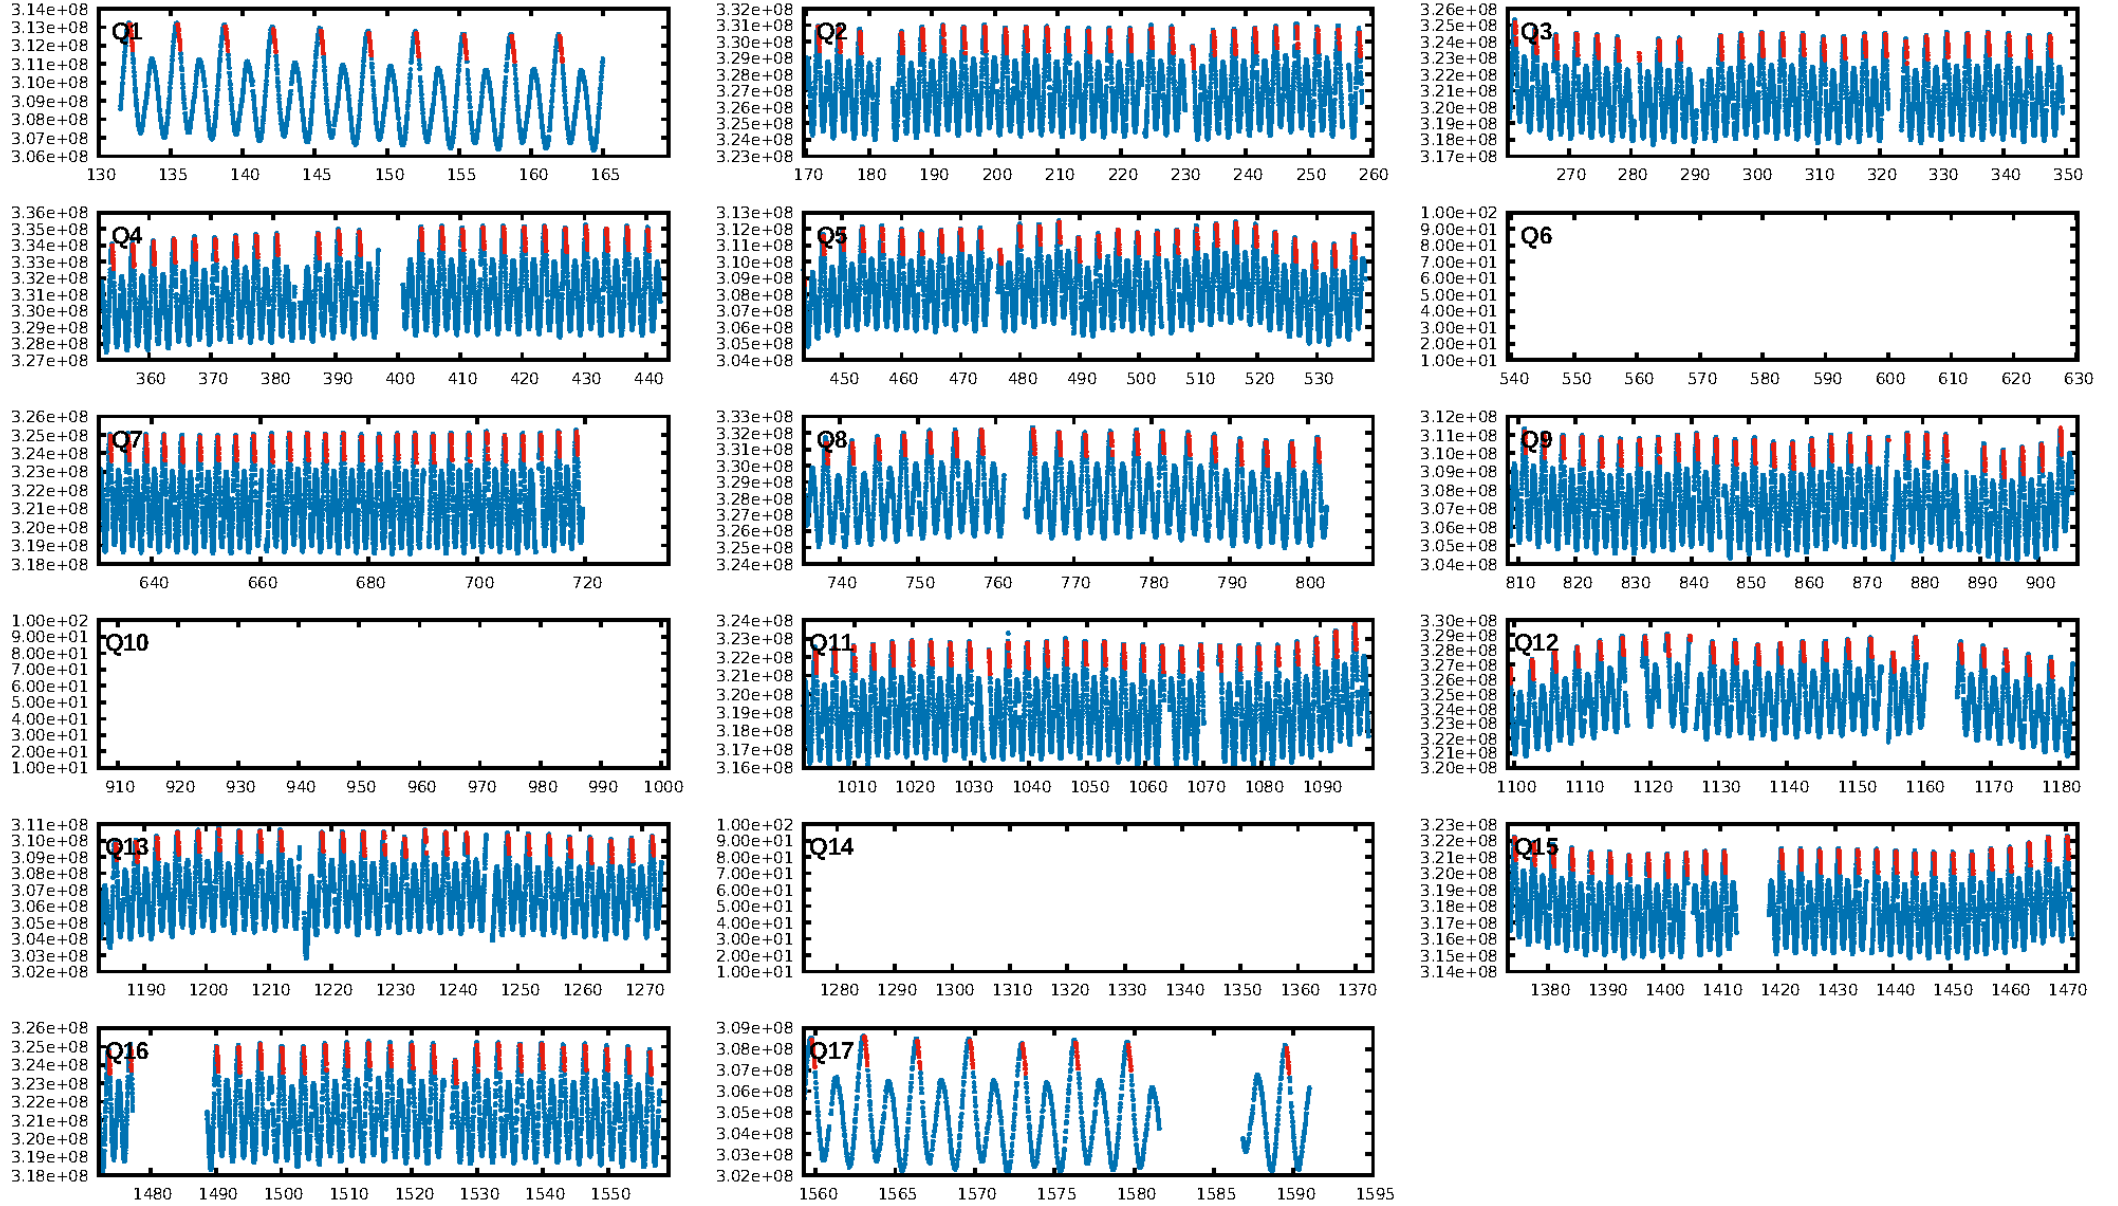 Q1
3.14e+08
3.13e+08
3.12e+08
3.11e+08
3.10e+08
3.09e+08
3.08e+08
3.07e+08
3.06e+08
130 135 140 145 150 155 160 165
Q2
3.32e+08
3.31e+08
3.30e+08
3.29e+08
3.28e+08
3.27e+08
3.26e+08
3.25e+08
3.24e+08
3.23e+08
170 180 190 200 210 220 230 240 250 260
Q3
3.26e+08
3.25e+08
3.24e+08
3.23e+08
3.22e+08
3.21e+08
3.20e+08
3.19e+08
3.18e+08
3.17e+08
270 280 290 300 310 320 330 340 350
Q4
3.36e+08
3.35e+08
3.34e+08
3.33e+08
3.32e+08
3.31e+08
3.30e+08
3.29e+08
3.28e+08
3.27e+08
360 370 380 390 400 410 420 430 440
Q5
3.13e+08
3.12e+08
3.11e+08
3.10e+08
3.09e+08
3.08e+08
3.07e+08
3.06e+08
3.05e+08
3.04e+08
450 460 470 480 490 500 510 520 530
Q6
1.00e+02
9.00e+01
8.00e+01
7.00e+01
6.00e+01
5.00e+01
4.00e+01
3.00e+01
2.00e+01
1.00e+01
540 550 560 570 580 590 600 610 620 630
Q7
3.26e+08
3.25e+08
3.24e+08
3.23e+08
3.22e+08
3.21e+08
3.20e+08
3.19e+08
3.18e+08
640 660 680 700 720
Q8
3.33e+08
3.32e+08
3.31e+08
3.30e+08
3.29e+08
3.28e+08
3.27e+08
3.26e+08
3.25e+08
3.24e+08
740 750 760 770 780 790 800
Q9
3.12e+08
3.11e+08
3.10e+08
3.09e+08
3.08e+08
3.07e+08
3.06e+08
3.05e+08
3.04e+08
810 820 830 840 850 860 870 880 890 900
Q10
1.00e+02
9.00e+01
8.00e+01
7.00e+01
6.00e+01
5.00e+01
4.00e+01
3.00e+01
2.00e+01
1.00e+01
910 920 930 940 950 960 970 980 990 1000
Q11
3.24e+08
3.23e+08
3.22e+08
3.21e+08
3.20e+08
3.19e+08
3.18e+08
3.17e+08
3.16e+08
1010 1020 1030 1040 1050 1060 1070 1080 1090
Q12
3.30e+08
3.29e+08
3.28e+08
3.27e+08
3.26e+08
3.25e+08
3.24e+08
3.23e+08
3.22e+08
3.21e+08
3.20e+08
1100 1110 1120 1130 1140 1150 1160 1170 1180
Q13
3.11e+08
3.10e+08
3.09e+08
3.08e+08
3.07e+08
3.06e+08
3.05e+08
3.04e+08
3.03e+08
3.02e+08
1190 1200 1210 1220 1230 1240 1250 1260 1270
Q14
1.00e+02
9.00e+01
8.00e+01
7.00e+01
6.00e+01
5.00e+01
4.00e+01
3.00e+01
2.00e+01
1.00e+01
1280 1290 1300 1310 1320 1330 1340 1350 1360 1370
Q15
3.23e+08
3.22e+08
3.21e+08
3.20e+08
3.19e+08
3.18e+08
3.17e+08
3.16e+08
3.15e+08
3.14e+08
1380 1390 1400 1410 1420 1430 1440 1450 1460 1470
Q16
3.26e+08
3.25e+08
3.24e+08
3.23e+08
3.22e+08
3.21e+08
3.20e+08
3.19e+08
3.18e+08
1480 1490 1500 1510 1520 1530 1540 1550
Q17
3.09e+08
3.08e+08
3.07e+08
3.06e+08
3.05e+08
3.04e+08
3.03e+08
3.02e+08
1560 1565 1570 1575 1580 1585 1590 1595